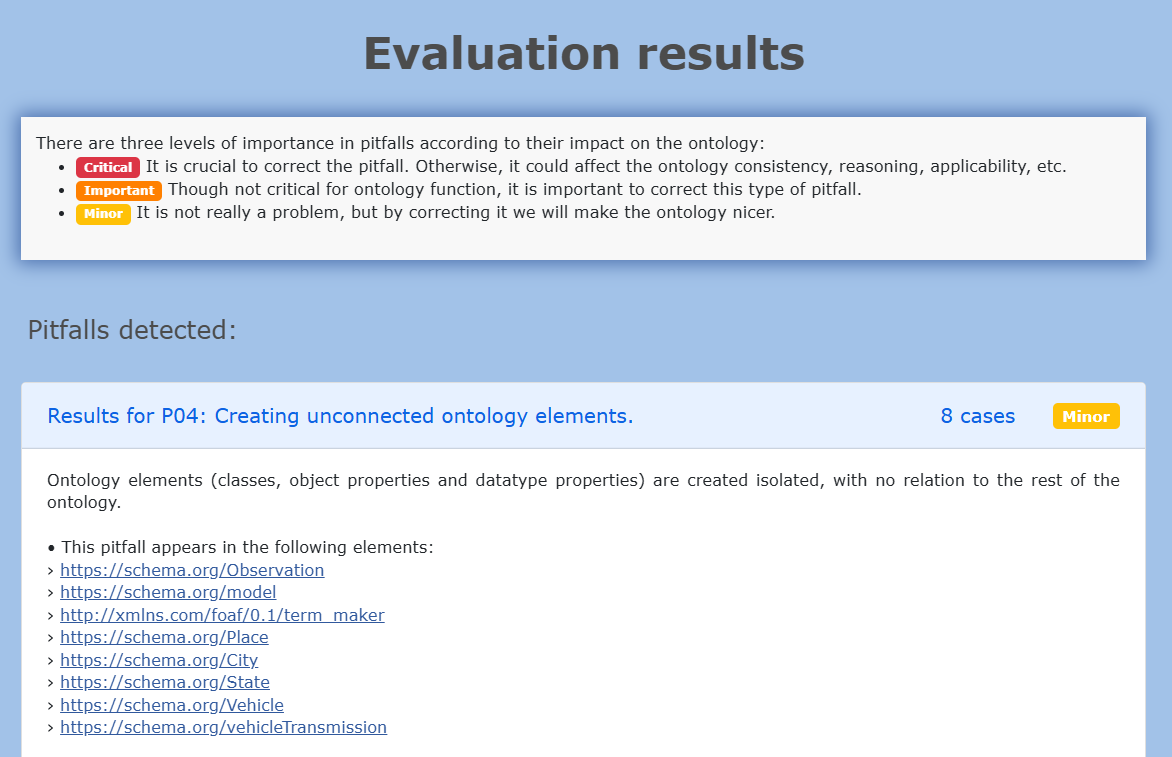 Evaluation results
There are three levels of importance in pitfalls according to their impact on the ontology:
• Critical It is crucial to correct the pitfall. Otherwise, it could affect the ontology consistency, reasoning, applicability, etc.
• Important Though not critical for ontology function, it is important to correct this type of pitfall.
• Minor It is not really a problem, but by correcting it we will make the ontology nicer.
Pitfalls detected:
Results for P04: Creating unconnected ontology elements. 8 cases Minor
Ontology elements (classes, object properties and datatype properties) are created isolated, with no relation to the rest of the
ontology.
• This pitfall appears in the following elements:
› https://schema.org/Observation
› https://schema.org/model
› http://xmlns.com/foaf/0.1/term_maker
› https://schema.org/Place
› https://schema.org/City
› https://schema.org/State
› https://schema.org/Vehicle
› https://schema.org/vehicleTransmission